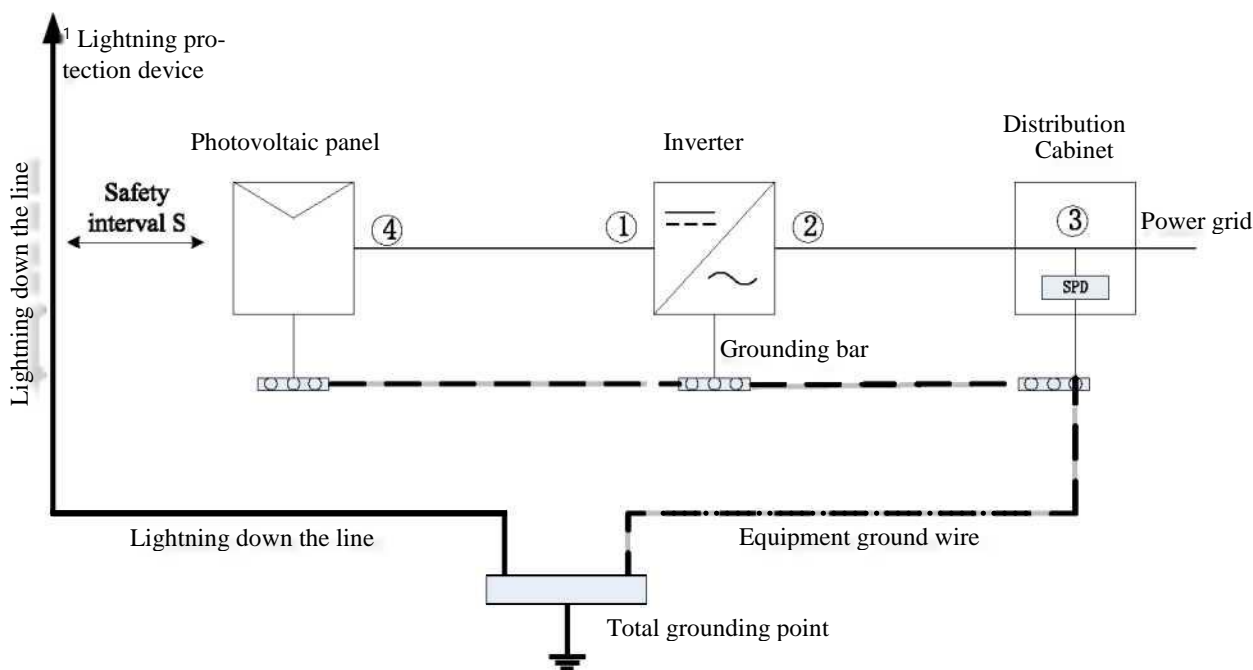 1 Lightning pro-
tection device
Photovoltaic panel
Inverter
Distribution
Cabinet
Lightning down the line
Safety
interval S
④
①
②
③
Power grid
SPD
Grounding bar
Lightning down the line
Equipment ground wire
Total grounding point